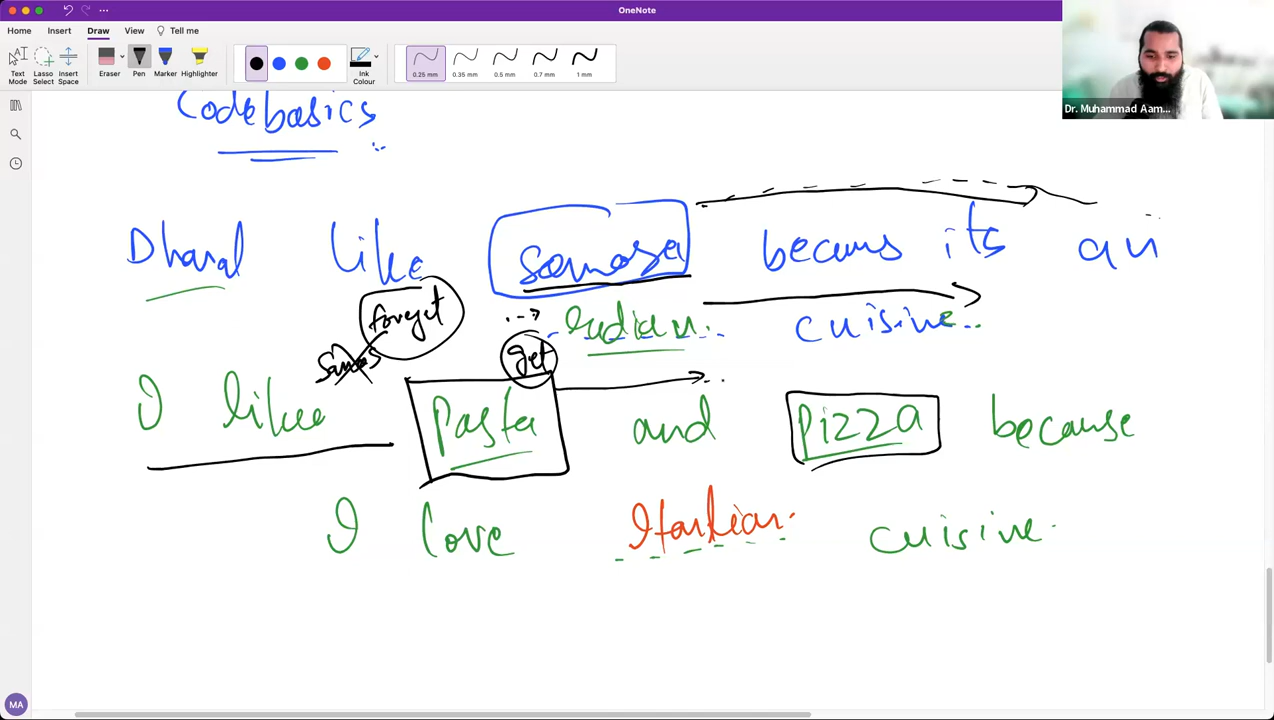 OneNote
Home Insert Draw View Tell me
Text Mode Lasso Select Insert Space Eraser Pen Marker Highlighter Ink Colour 0.25 mm 0.35 mm 0.5 mm 0.7 mm 1 mm
Dr. Muhammad Aam...
Codebasics
Dhaval like samosa becaus its an
indian cuisine
forget
samos get
I like Pasta and Pizza because
I love Itartian cuisine
MA